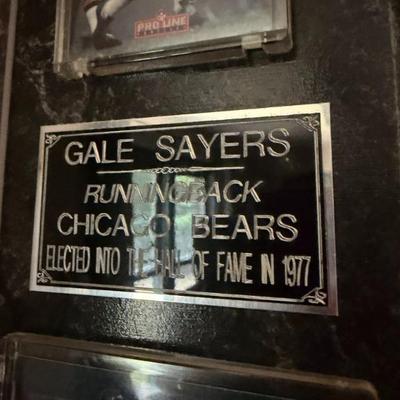 PRO LINE
GALE SAYERS
RUNNINGBACK
CHICAGO BEARS
ELECTED INTO THE HALL OF FAME IN 1977